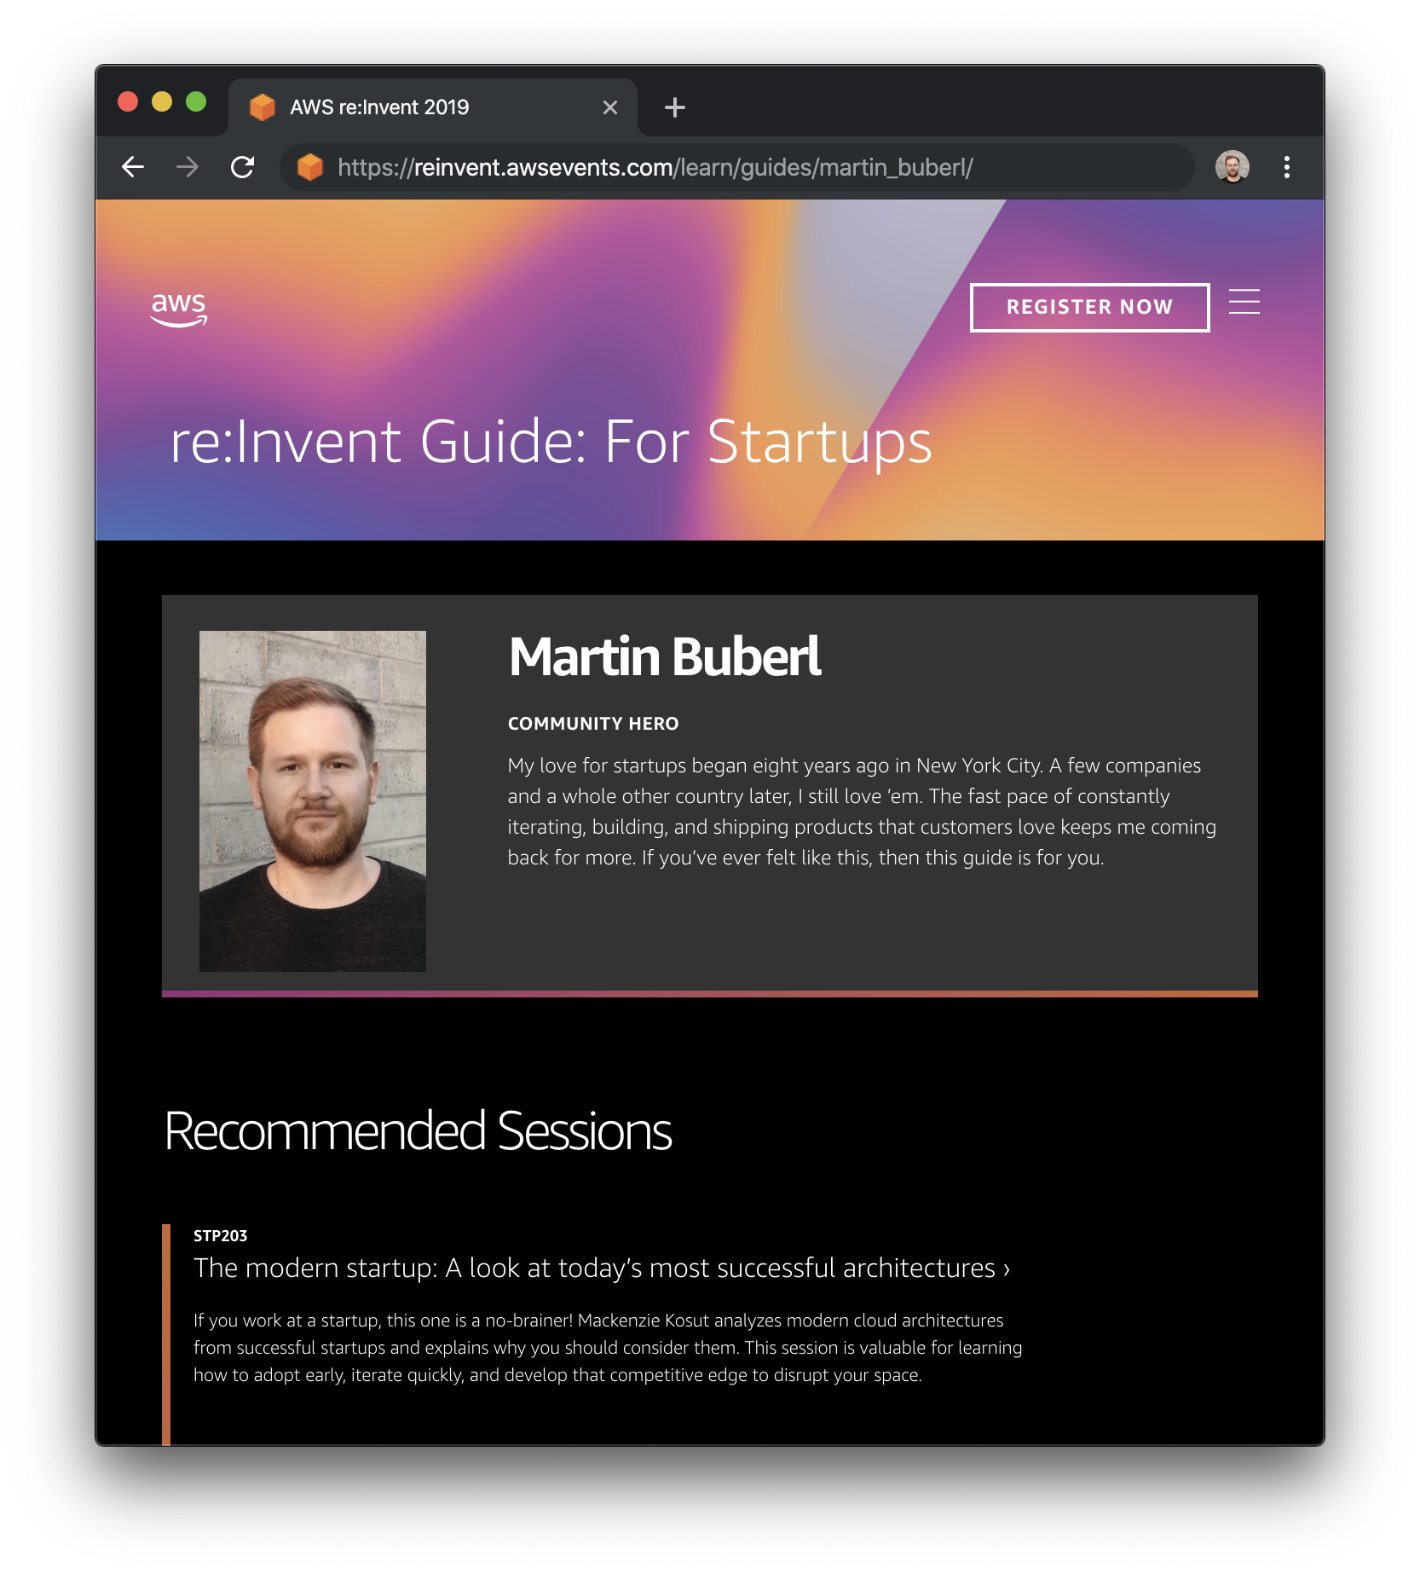 AWS re:Invent 2019
https://reinvent.awsevents.com/learn/guides/martin_buberl/
aws
REGISTER NOW
re:Invent Guide: For Startups
Martin Buberl
COMMUNITY HERO
My love for startups began eight years ago in New York City. A few companies
and a whole other country later, I still love ’em. The fast pace of constantly
iterating, building, and shipping products that customers love keeps me coming
back for more. If you’ve ever felt like this, then this guide is for you.
Recommended Sessions
STP203
The modern startup: A look at today’s most successful architectures ›
If you work at a startup, this one is a no-brainer! Mackenzie Kosut analyzes modern cloud architectures
from successful startups and explains why you should consider them. This session is valuable for learning
how to adopt early, iterate quickly, and develop that competitive edge to disrupt your space.